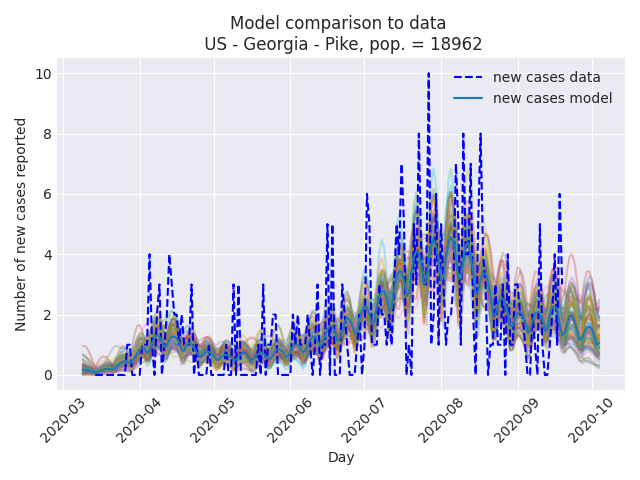 Model comparison to data
US - Georgia - Pike, pop. = 18962
new cases data
new cases model
Number of new cases reported
10
8
6
4
2
0
2020-03
2020-04
2020-05
2020-06
2020-07
2020-08
2020-09
2020-10
Day